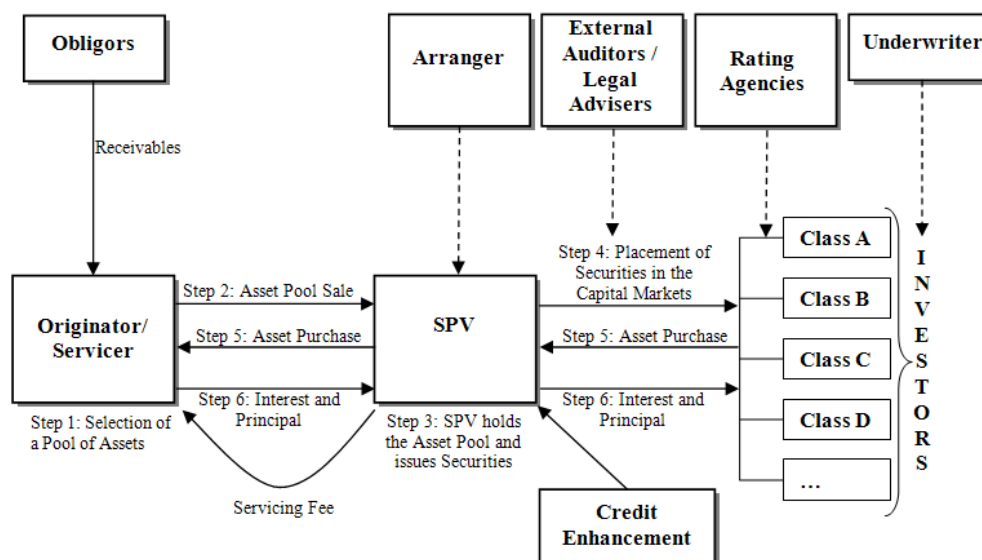 Obligors
Arranger
External
Auditors /
Legal
Advisers
Rating
Agencies
Underwriter
Receivables
Originator/
Servicer
Step 1: Selection of
a Pool of Assets
Step 2: Asset Pool Sale
Step 5: Asset Purchase
Step 6: Interest and
Principal
Servicing Fee
SPV
Step 3: SPV holds
the Asset Pool and
issues Securities
Step 4: Placement of
Securities in the
Capital Markets
Step 5: Asset Purchase
Step 6: Interest and
Principal
Credit
Enhancement
Class A
Class B
Class C
Class D
...
I
N
V
E
S
T
O
R
S